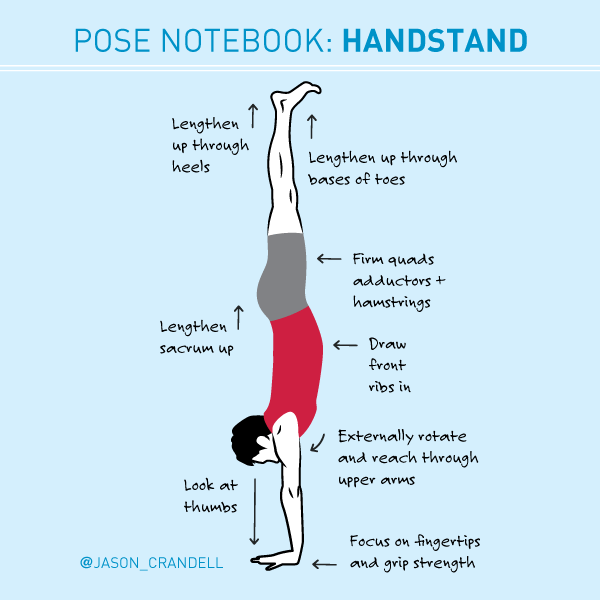 POSE NOTEBOOK: HANDSTAND
Lengthen
up through
heels
Lengthen up through
bases of toes
Firm quads
adductors +
hamstrings
Lengthen
sacrum up
Draw
front
ribs in
Externally rotate
and reach through
upper arms
Look at
thumbs
Focus on fingertips
and grip strength
@JASON_CRANDELL